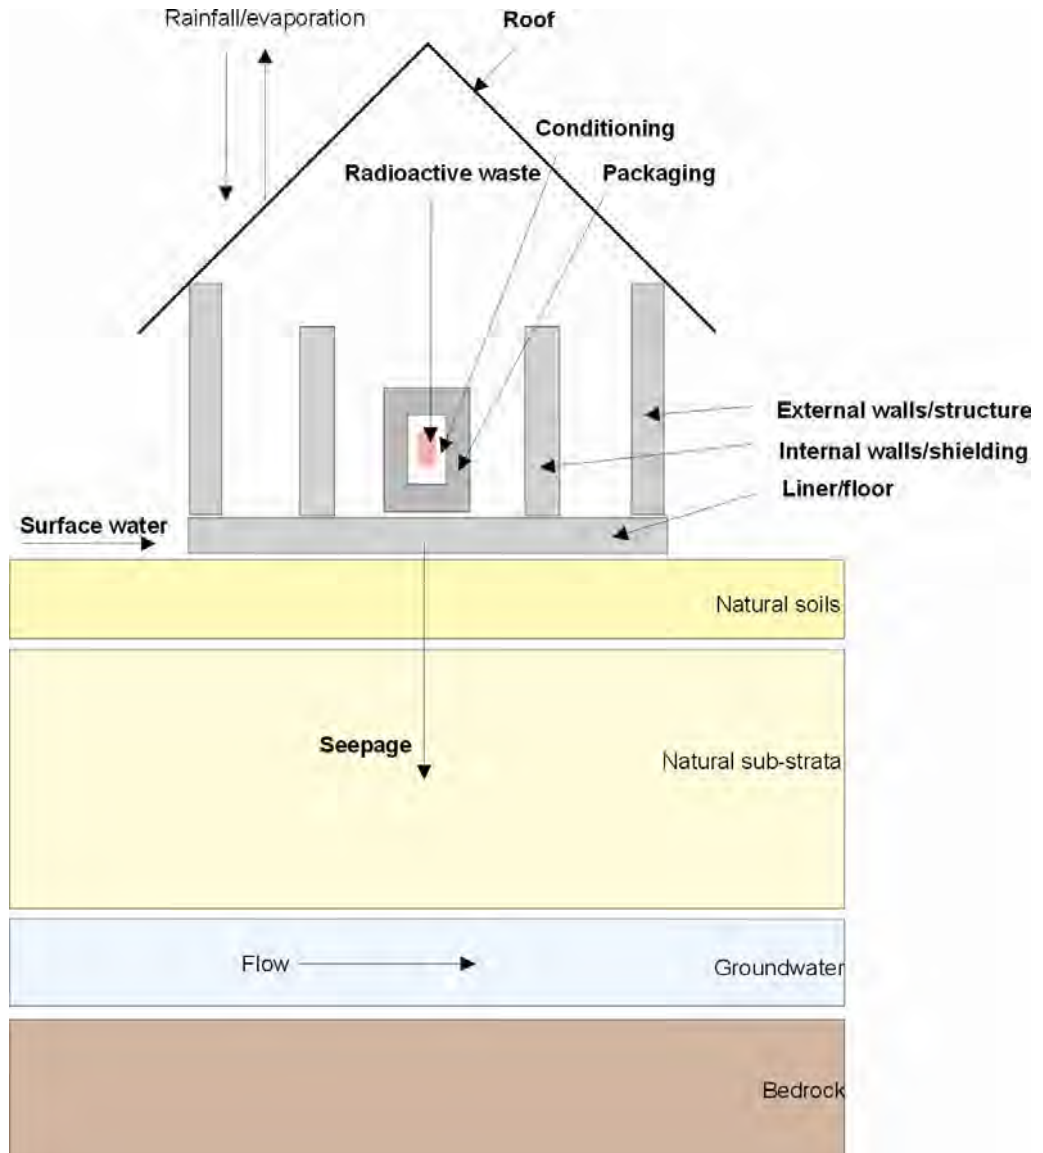 Rainfall/evaporation
Roof
Conditioning
Radioactive waste
Packaging
External walls/structure
Internal walls/shielding
Liner/floor
Surface water
Natural soils
Seepage
Natural sub-strata
Flow
Groundwater
Bedrock